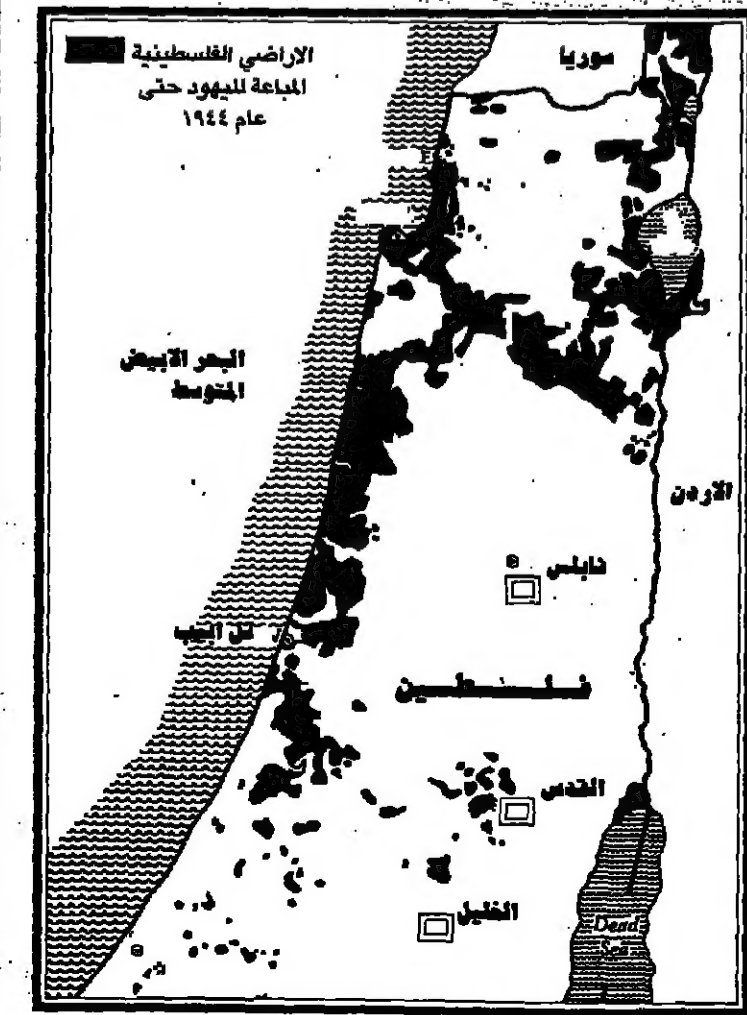 الاراضي الفلسطينية
المباعة لليهود حتى
عام ١٩٤٤
سوريا
البحر الابيض
المتوسط
الاردن
نابلس
تل ابيب
فلسطين
القدس
الخليل
Dead
Sea